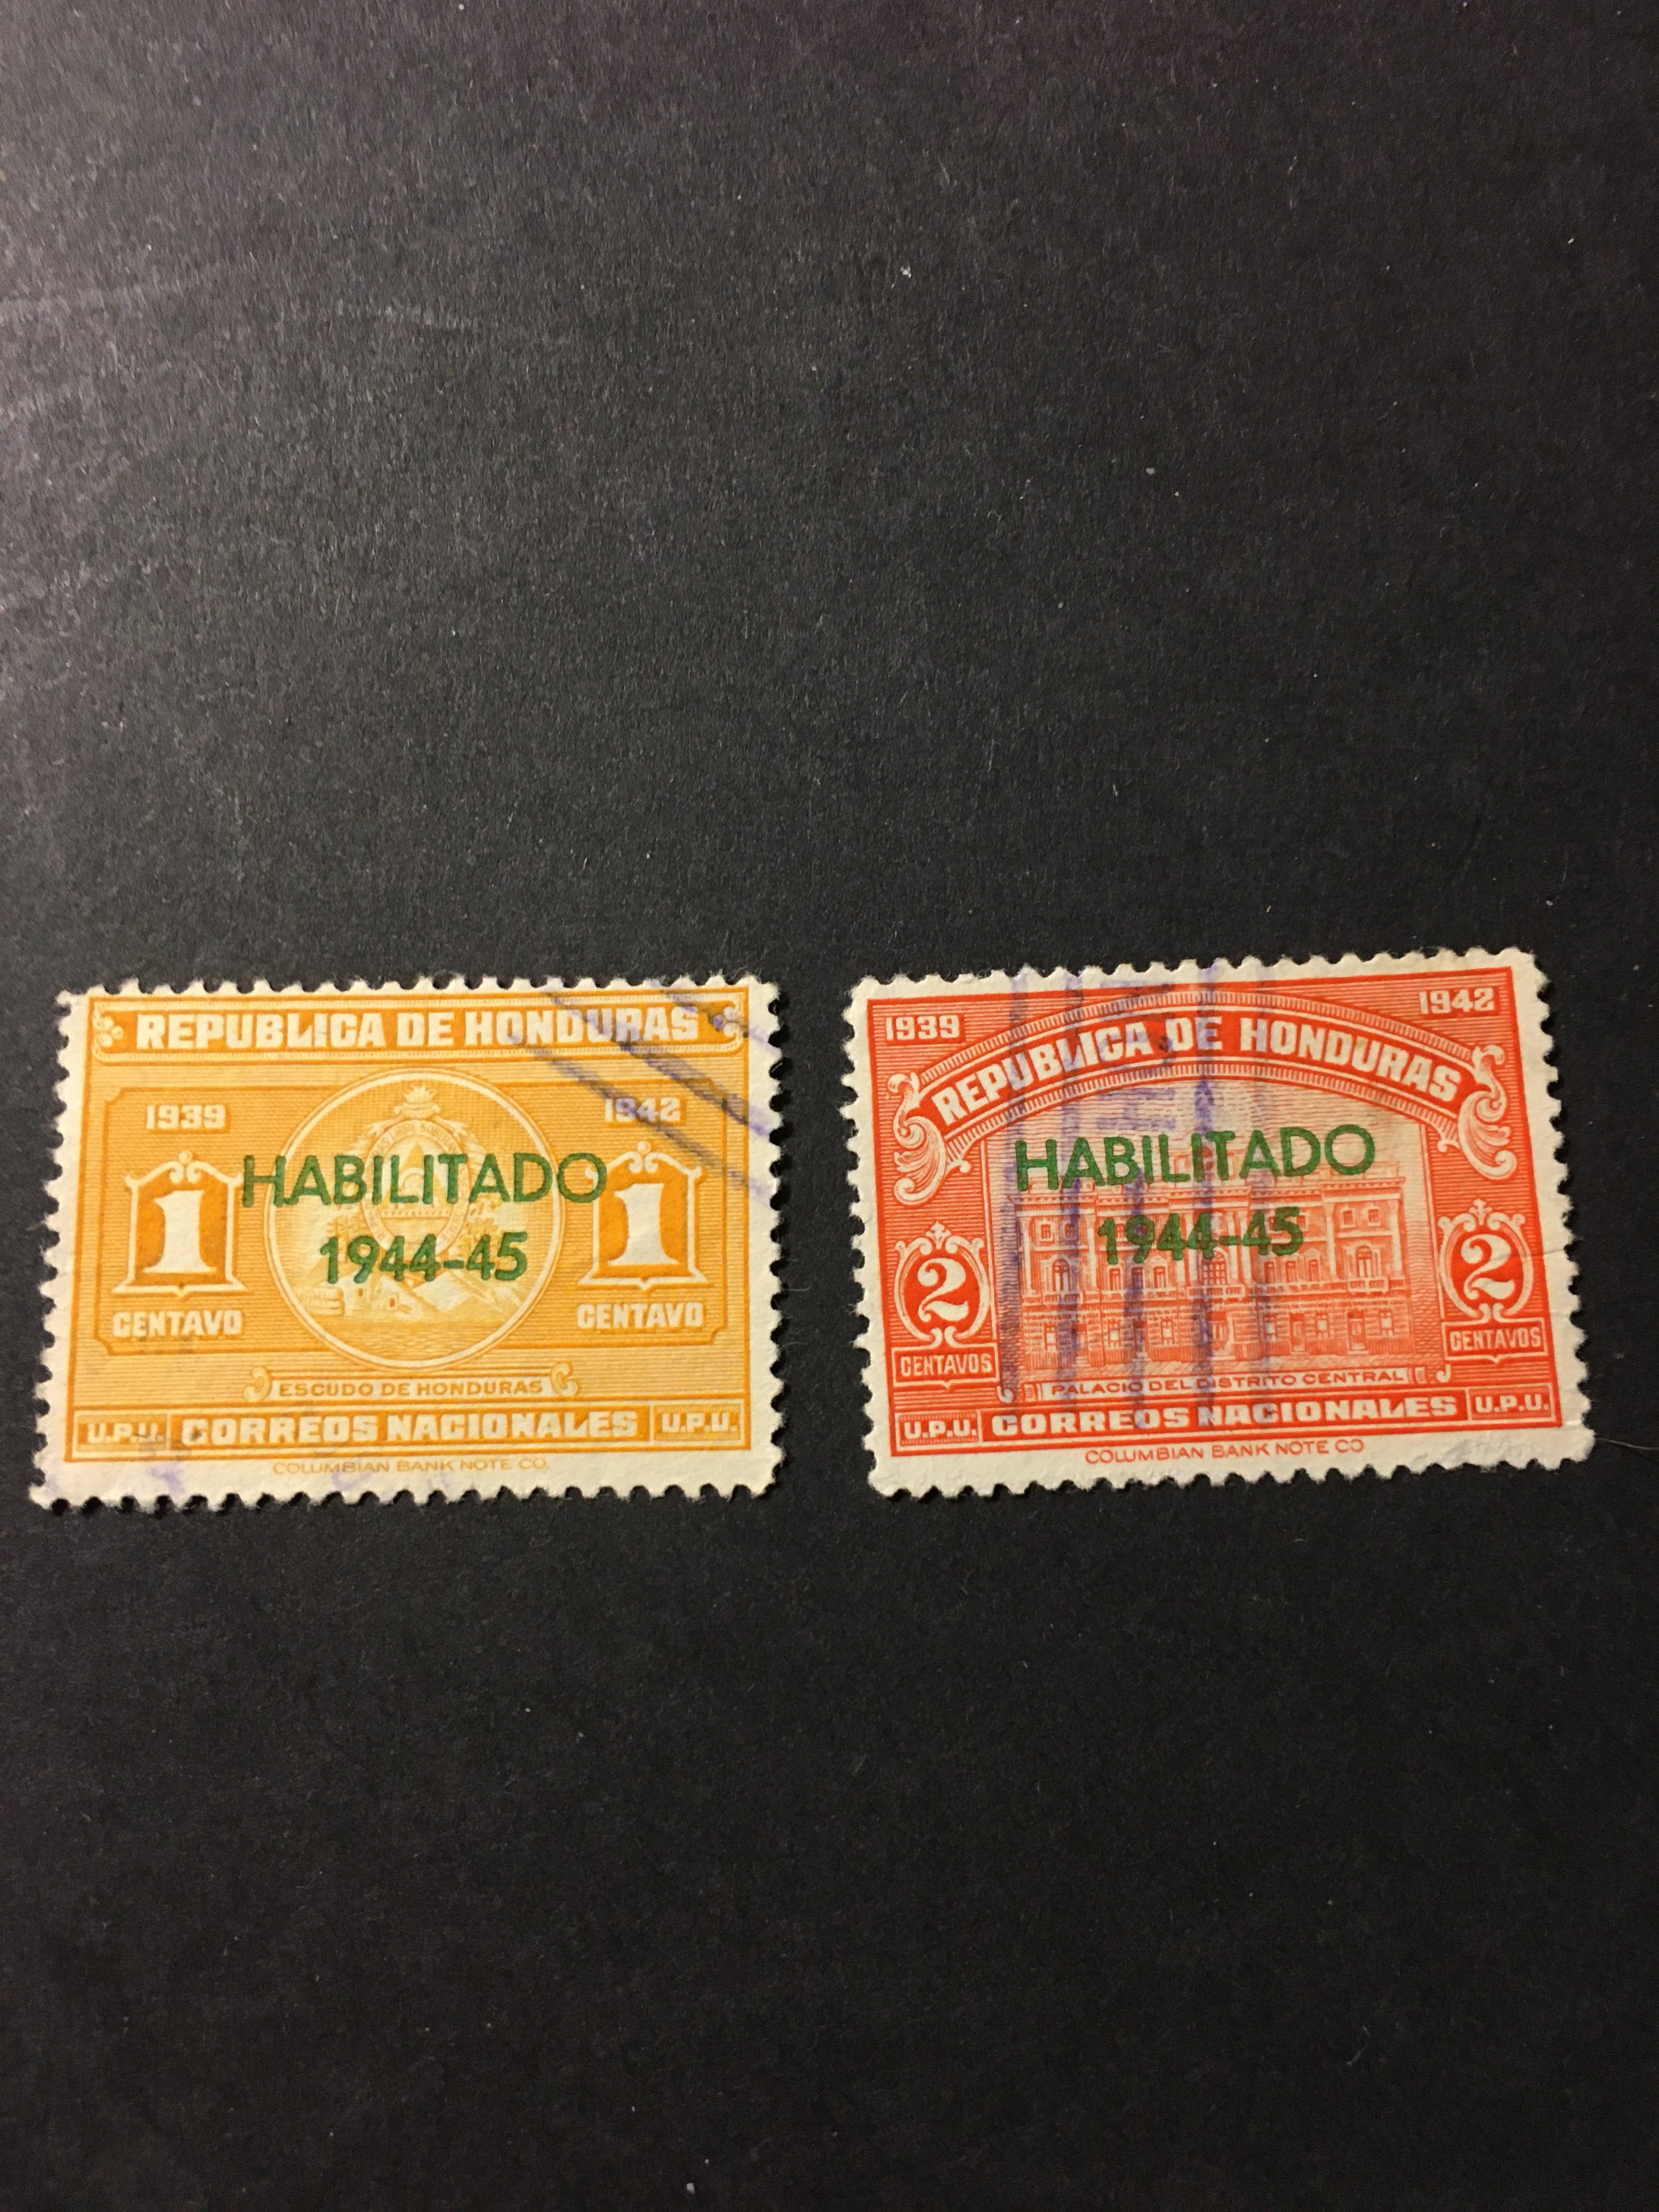 REPUBLICA DE HONDURAS
1939 1942
HABILITADO
1944-45
1 1
CENTAVO CENTAVO
ESCUDO DE HONDURAS
U.P.U. CORREOS NACIONALES U.P.U.
COLUMBIAN BANK NOTE CO.
1939 1942
REPUBLICA DE HONDURAS
HABILITADO
1944-45
2 2
CENTAVOS CENTAVOS
PALACIO DEL DISTRITO CENTRAL
U.P.U. CORREOS NACIONALES U.P.U.
COLUMBIAN BANK NOTE CO